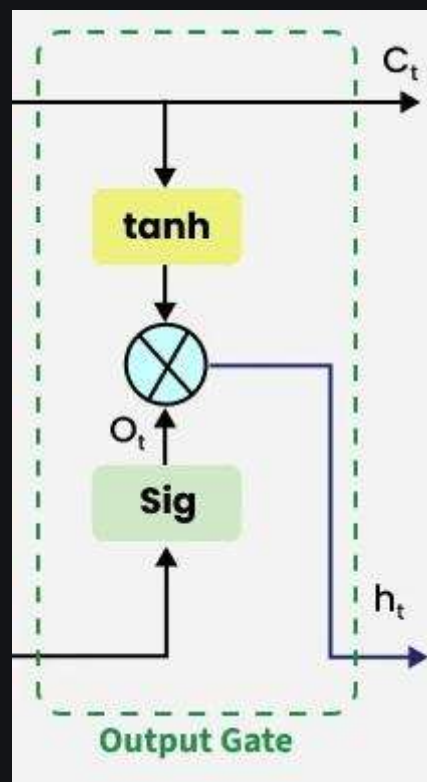 Cₜ
tanh
Oₜ
Sig
hₜ
Output Gate